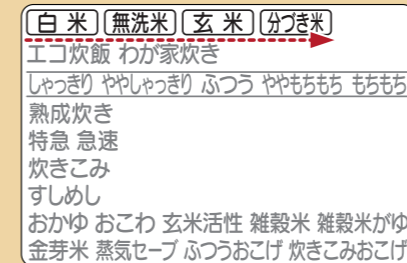 白米 無洗米 玄米 分づき米
エコ炊飯 わが家炊き
しゃっきり ややしゃっきり ふつう ややもちもち もちもち
熟成炊き
特急 急速
炊きこみ
すしめし
おかゆ おこわ 玄米活性 雑穀米 雑穀米がゆ
金芽米 蒸気セーブ ふつうおこげ 炊きこみおこげ